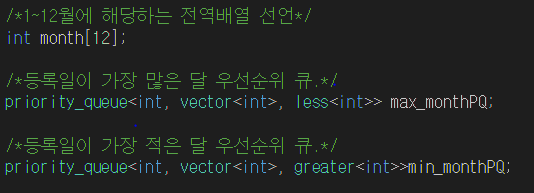 /*1~12월에 해당하는 전역배열 선언*/
int month[12];
/*등록일이 가장 많은 달 우선순위 큐.*/
priority_queue<int, vector<int>, less<int>> max_monthPQ;
/*등록일이 가장 적은 달 우선순위 큐.*/
priority_queue<int, vector<int>, greater<int>>min_monthPQ;